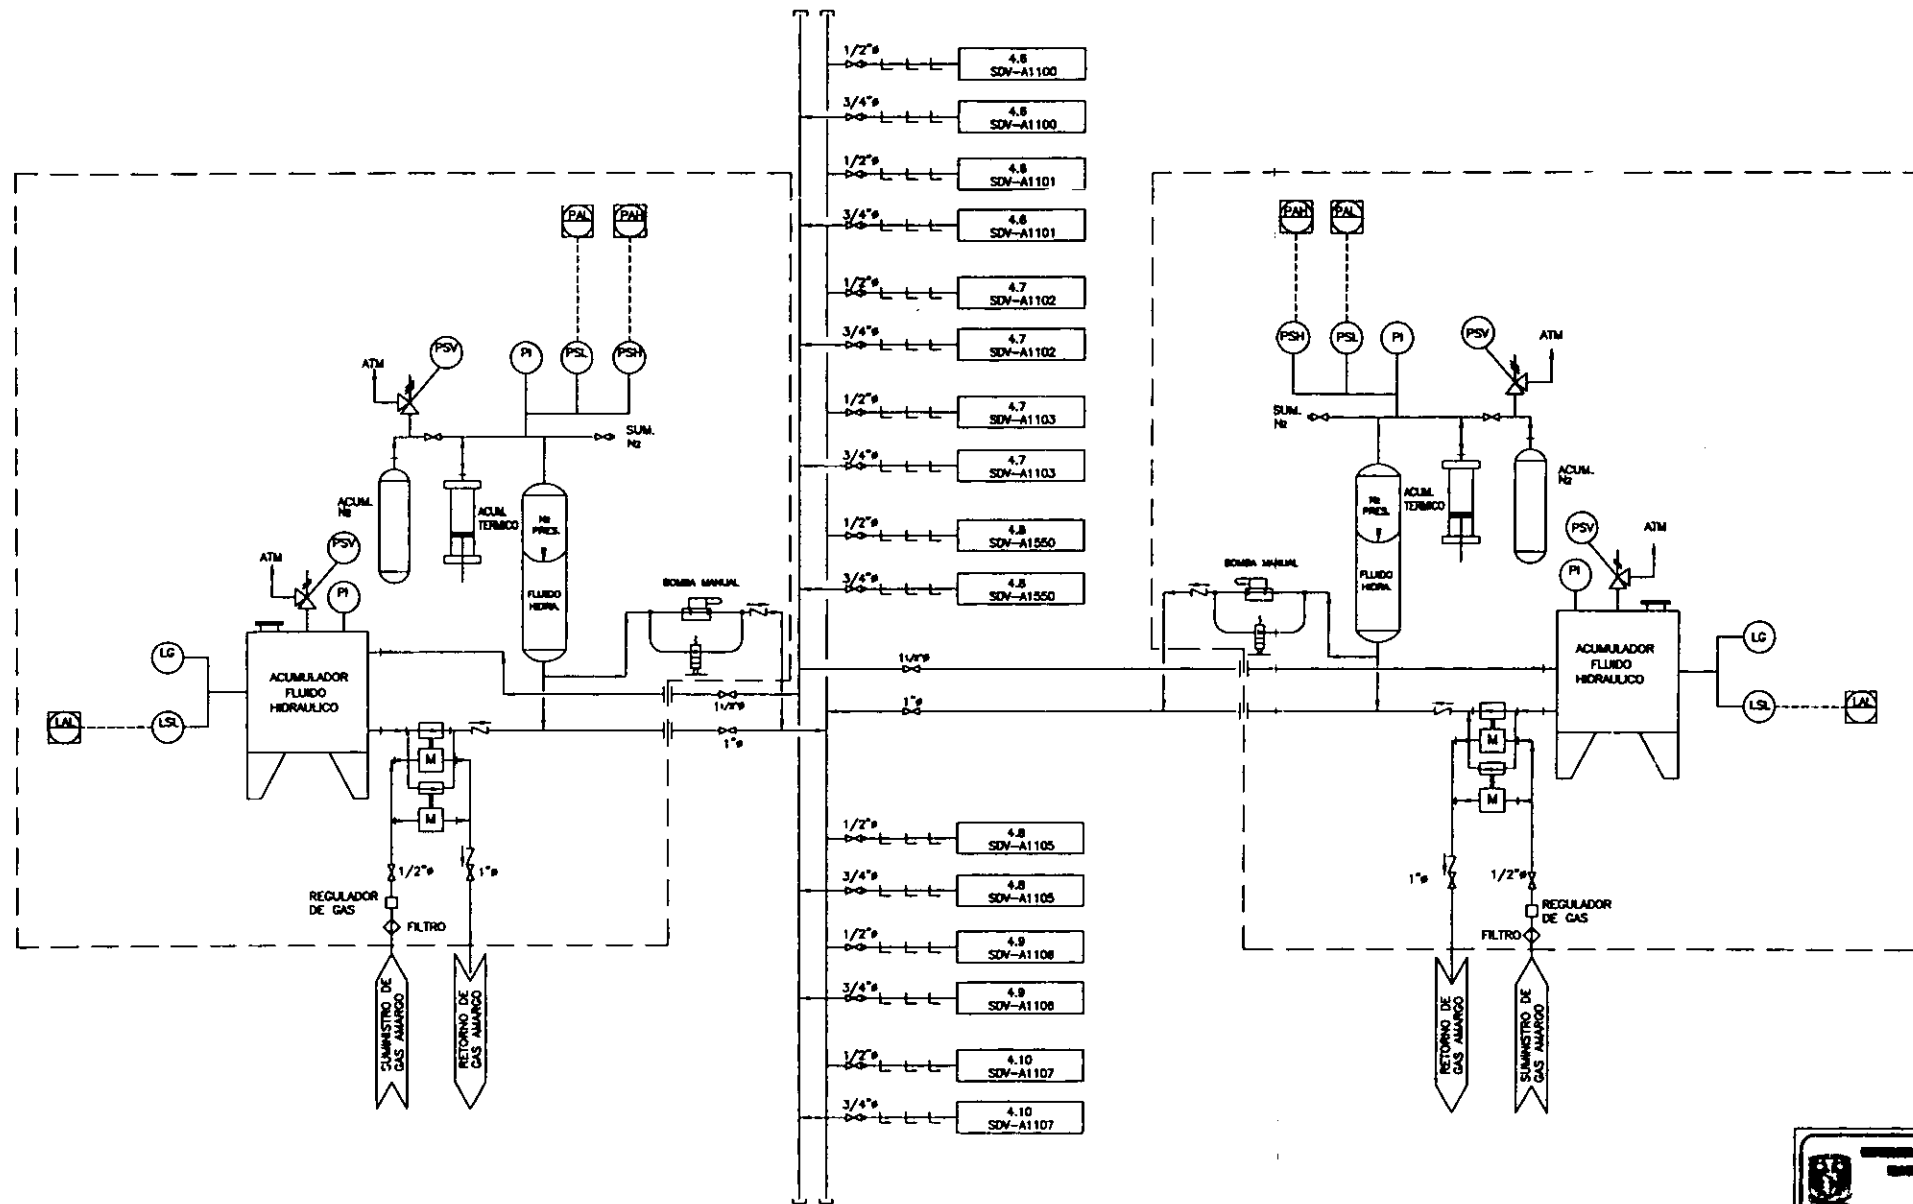 1/2"ø
4.6
SDV-A1100
3/4"ø
4.6
SDV-A1100
1/2"ø
4.6
SDV-A1101
3/4"ø
4.6
SDV-A1101
1/2"ø
4.7
SDV-A1102
3/4"ø
4.7
SDV-A1102
1/2"ø
4.7
SDV-A1103
3/4"ø
4.7
SDV-A1103
1/2"ø
4.8
SDV-A1550
3/4"ø
4.8
SDV-A1550
1/2"ø
4.8
SDV-A1105
3/4"ø
4.8
SDV-A1105
1/2"ø
4.9
SDV-A1106
3/4"ø
4.9
SDV-A1106
1/2"ø
4.10
SDV-A1107
3/4"ø
4.10
SDV-A1107
PAL
PAH
PSV
PI
PSL
PSH
ATM
SUM.
N2
ACUM.
N2
ACUM.
TERMICO
N2
PRES.
FLUIDO
HIDRA.
BOMBA MANUAL
ATM
PSV
PI
LG
LSL
LAL
ACUMULADOR
FLUIDO
HIDRAULICO
M
M
1"ø
1/2"ø
1"ø
REGULADOR
DE GAS
FILTRO
SUMINISTRO DE
GAS AMARGO
RETORNO DE
GAS AMARGO
PAH
PAL
PSH
PSL
PI
PSV
ATM
SUM.
N2
N2
PRES.
FLUIDO
HIDRA.
ACUM.
TERMICO
ACUM.
N2
PSV
ATM
PI
BOMBA MANUAL
1"ø
ACUMULADOR
FLUIDO
HIDRAULICO
LG
LSL
LAL
M
M
1"ø
1/2"ø
REGULADOR
DE GAS
FILTRO
RETORNO DE
GAS AMARGO
SUMINISTRO DE
GAS AMARGO